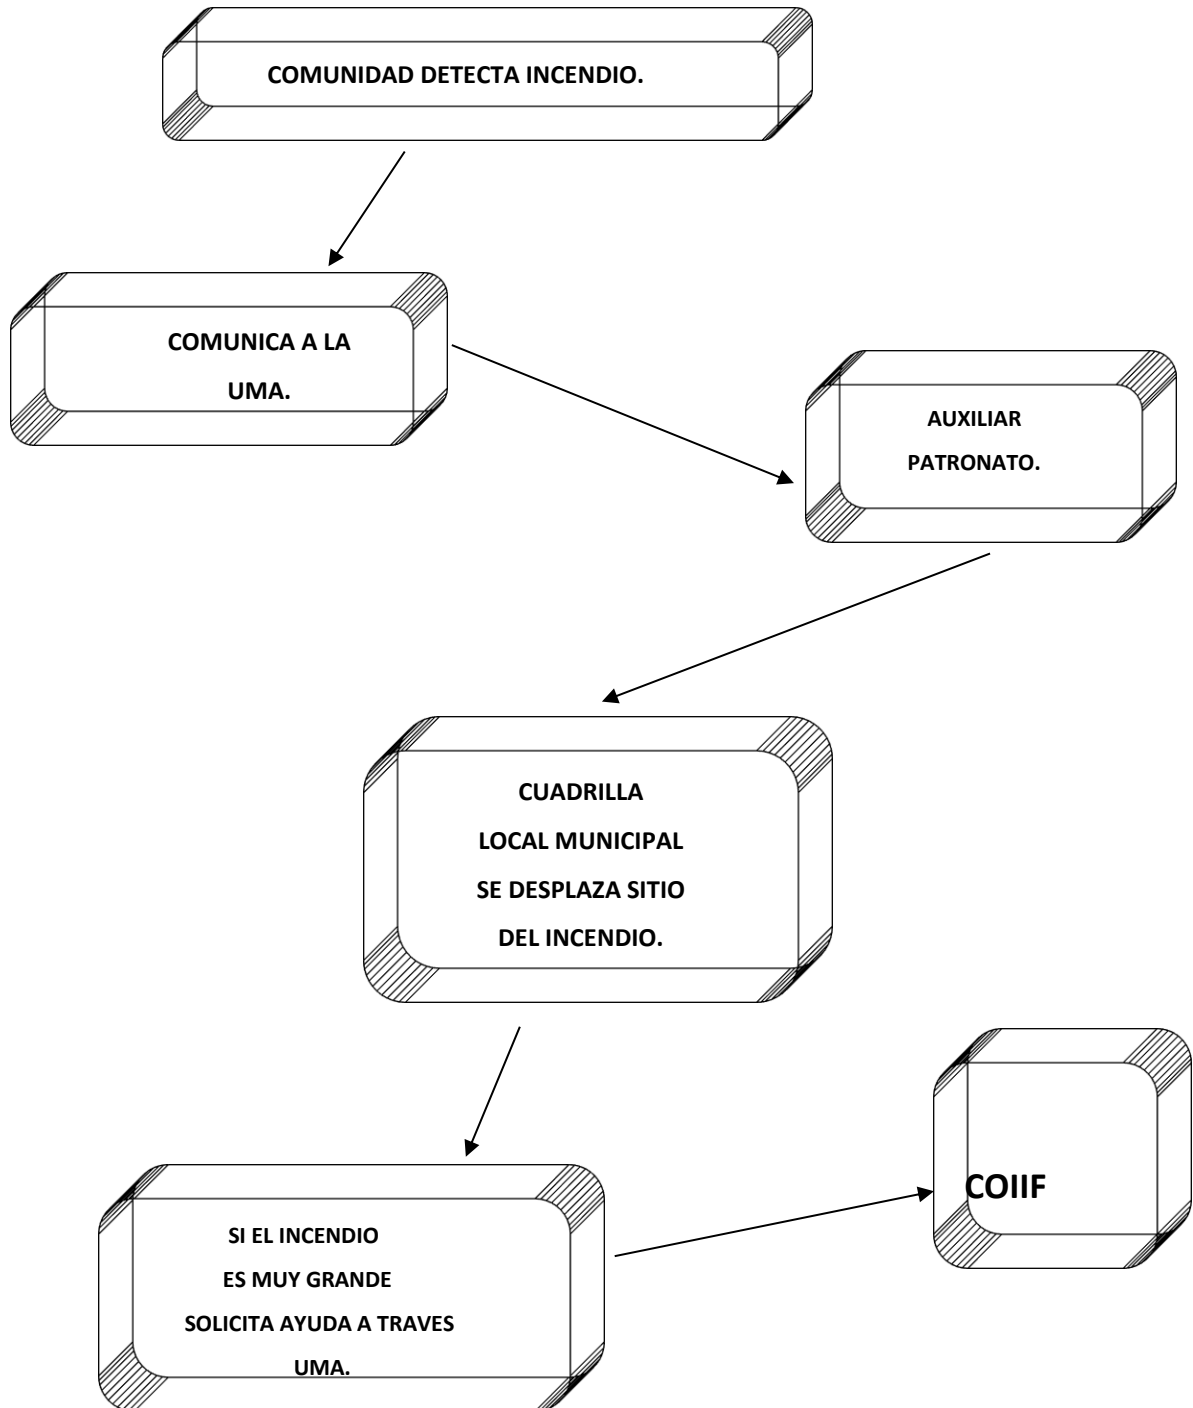 COMUNIDAD DETECTA INCENDIO.
COMUNICA A LA
UMA.
AUXILIAR
PATRONATO.
CUADRILLA
LOCAL MUNICIPAL
SE DESPLAZA SITIO
DEL INCENDIO.
SI EL INCENDIO
ES MUY GRANDE
SOLICITA AYUDA A TRAVES
UMA.
COIIF